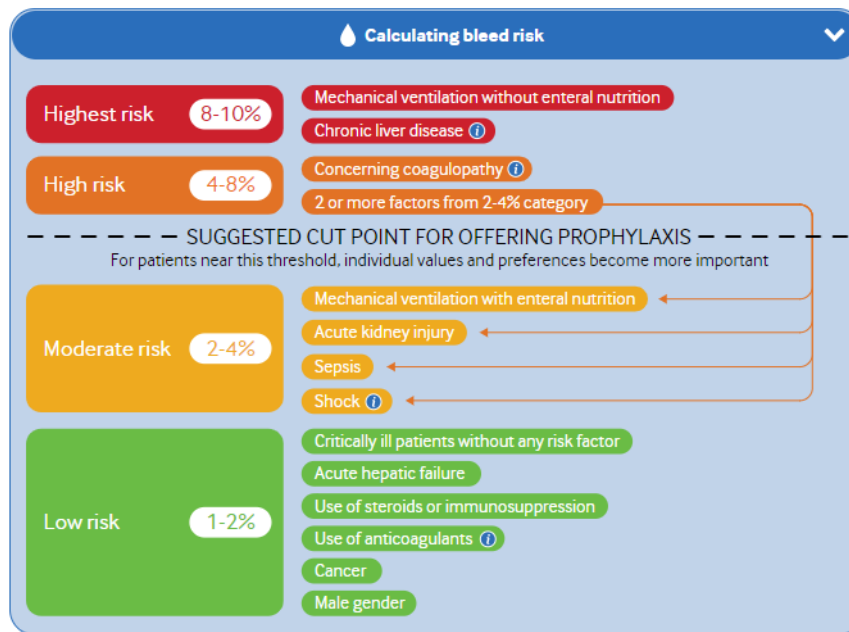 Calculating bleed risk
Highest risk 8-10%
Mechanical ventilation without enteral nutrition
Chronic liver disease i
High risk 4-8%
Concerning coagulopathy i
2 or more factors from 2-4% category
SUGGESTED CUT POINT FOR OFFERING PROPHYLAXIS
For patients near this threshold, individual values and preferences become more important
Moderate risk 2-4%
Mechanical ventilation with enteral nutrition
Acute kidney injury
Sepsis
Shock i
Low risk 1-2%
Critically ill patients without any risk factor
Acute hepatic failure
Use of steroids or immunosuppression
Use of anticoagulants i
Cancer
Male gender